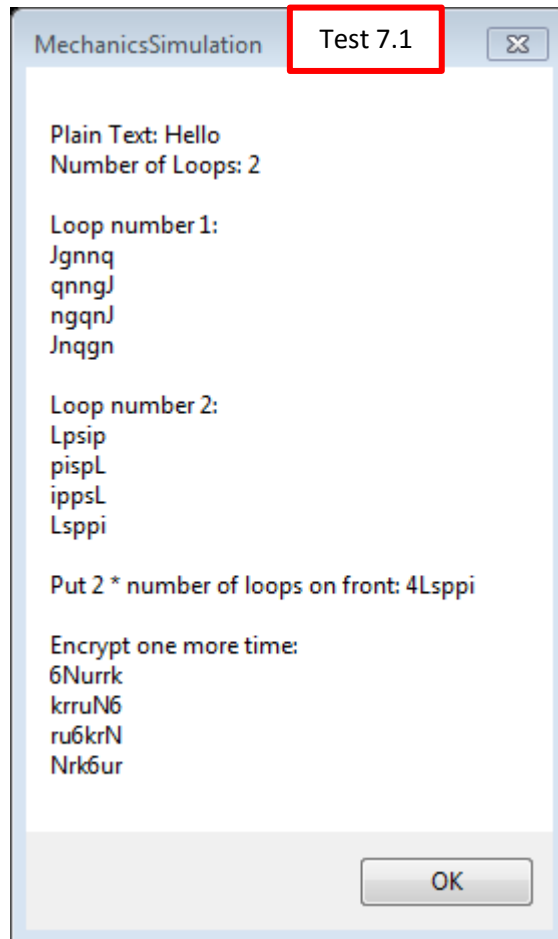 MechanicsSimulation
Test 7.1
Plain Text: Hello
Number of Loops: 2
Loop number 1:
Jgnnq
qnngJ
ngqnJ
Jnqgn
Loop number 2:
Lpsip
pispL
ippsL
Lsppi
Put 2 * number of loops on front: 4Lsppi
Encrypt one more time:
6Nurrk
krruN6
ru6krN
Nrk6ur
OK